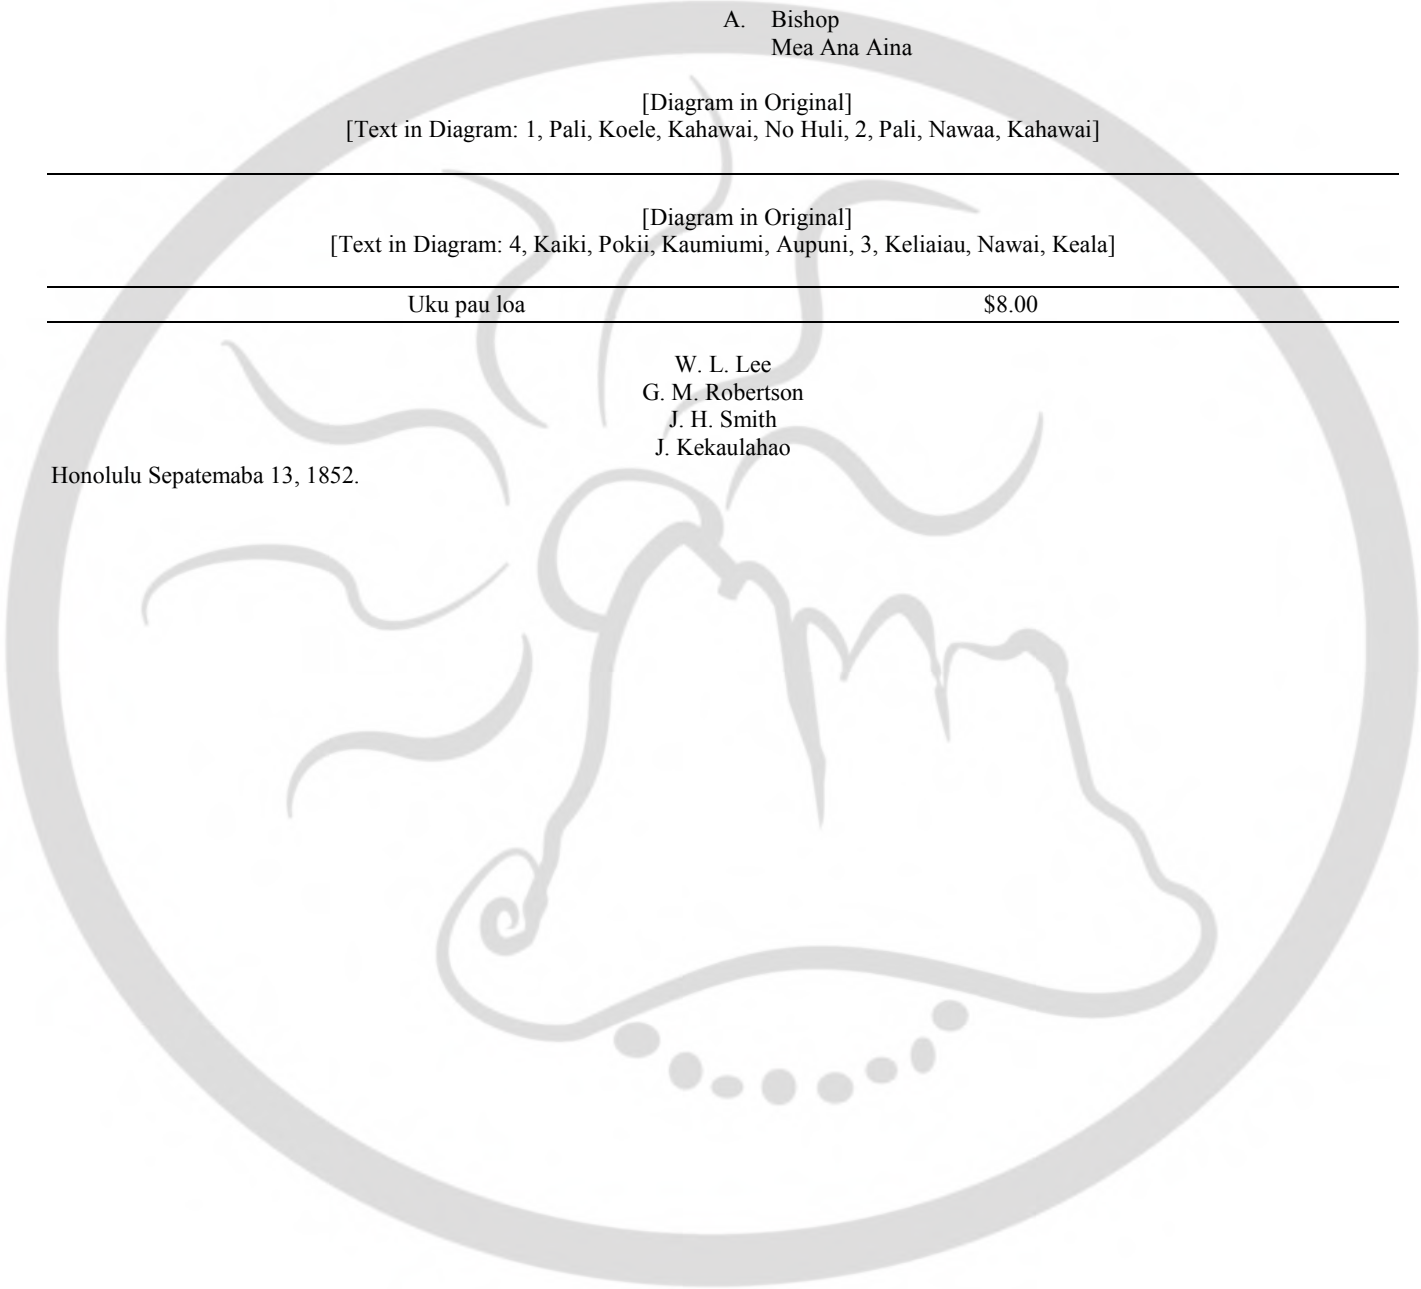 A. Bishop
Mea Ana Aina
[Diagram in Original]
[Text in Diagram: 1, Pali, Koele, Kahawai, No Huli, 2, Pali, Nawaa, Kahawai]
[Diagram in Original]
[Text in Diagram: 4, Kaiki, Pokii, Kaumiumi, Aupuni, 3, Keliaiau, Nawai, Keala]
Uku pau loa $8.00
W. L. Lee
G. M. Robertson
J. H. Smith
J. Kekaulahao
Honolulu Sepatemaba 13, 1852.